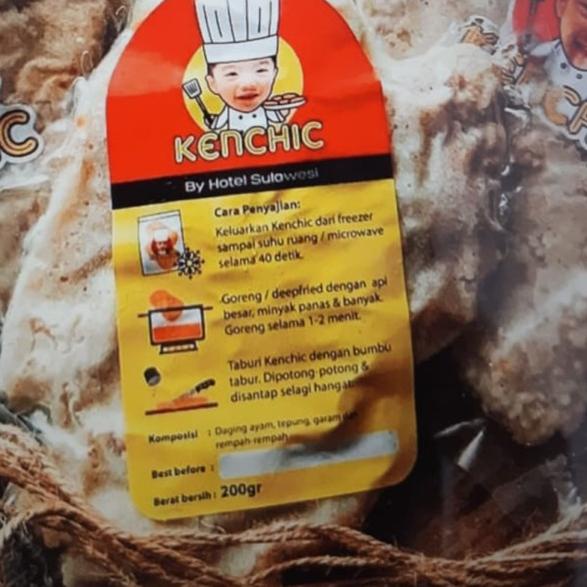 KENCHIC
By Hotel Sulawesi
Cara Penyajian:
Keluarkan Kenchic dari freezer
sampai suhu ruang / microwave
selama 40 detik.
Goreng / deepfried dengan api
besar, minyak panas & banyak.
Goreng selama 1-2 menit.
Taburi Kenchic dengan bumbu
tabur. Dipotong-potong &
disantap selagi hangat.
Komposisi : Daging ayam, tepung, garam dan
rempah-rempah
Best before :
Berat bersih : 200gr